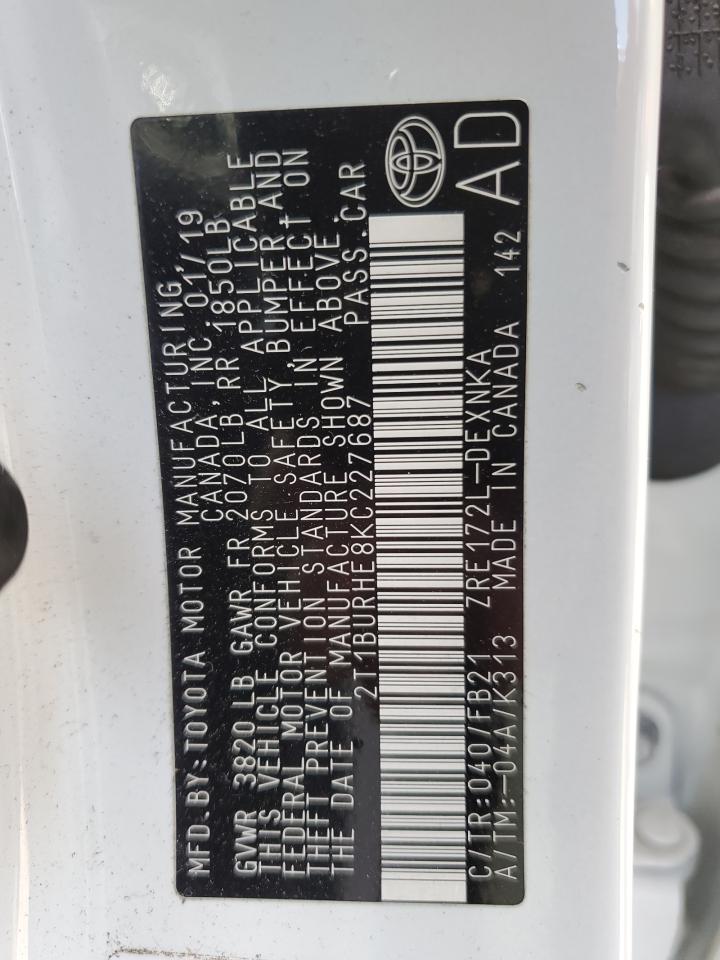 MFD.BY:TOYOTA MOTOR MANUFACTURING,
CANADA,INC. 01/19
GVWR 3820 LB GAWR FR 2070LB,RR 1850LB
THIS VEHICLE CONFORMS TO ALL APPLICABLE
FEDERAL MOTOR VEHICLE SAFETY, BUMPER AND
THEFT PREVENTION STANDARDS IN EFFECT ON
THE DATE OF MANUFACTURE SHOWN ABOVE.
2T1BURHE8KC227687 PASS.CAR
C/TR:040/FB21 ZRE172L-DEXNKA
A/TM:-04A/K313 MADE IN CANADA 142
AD